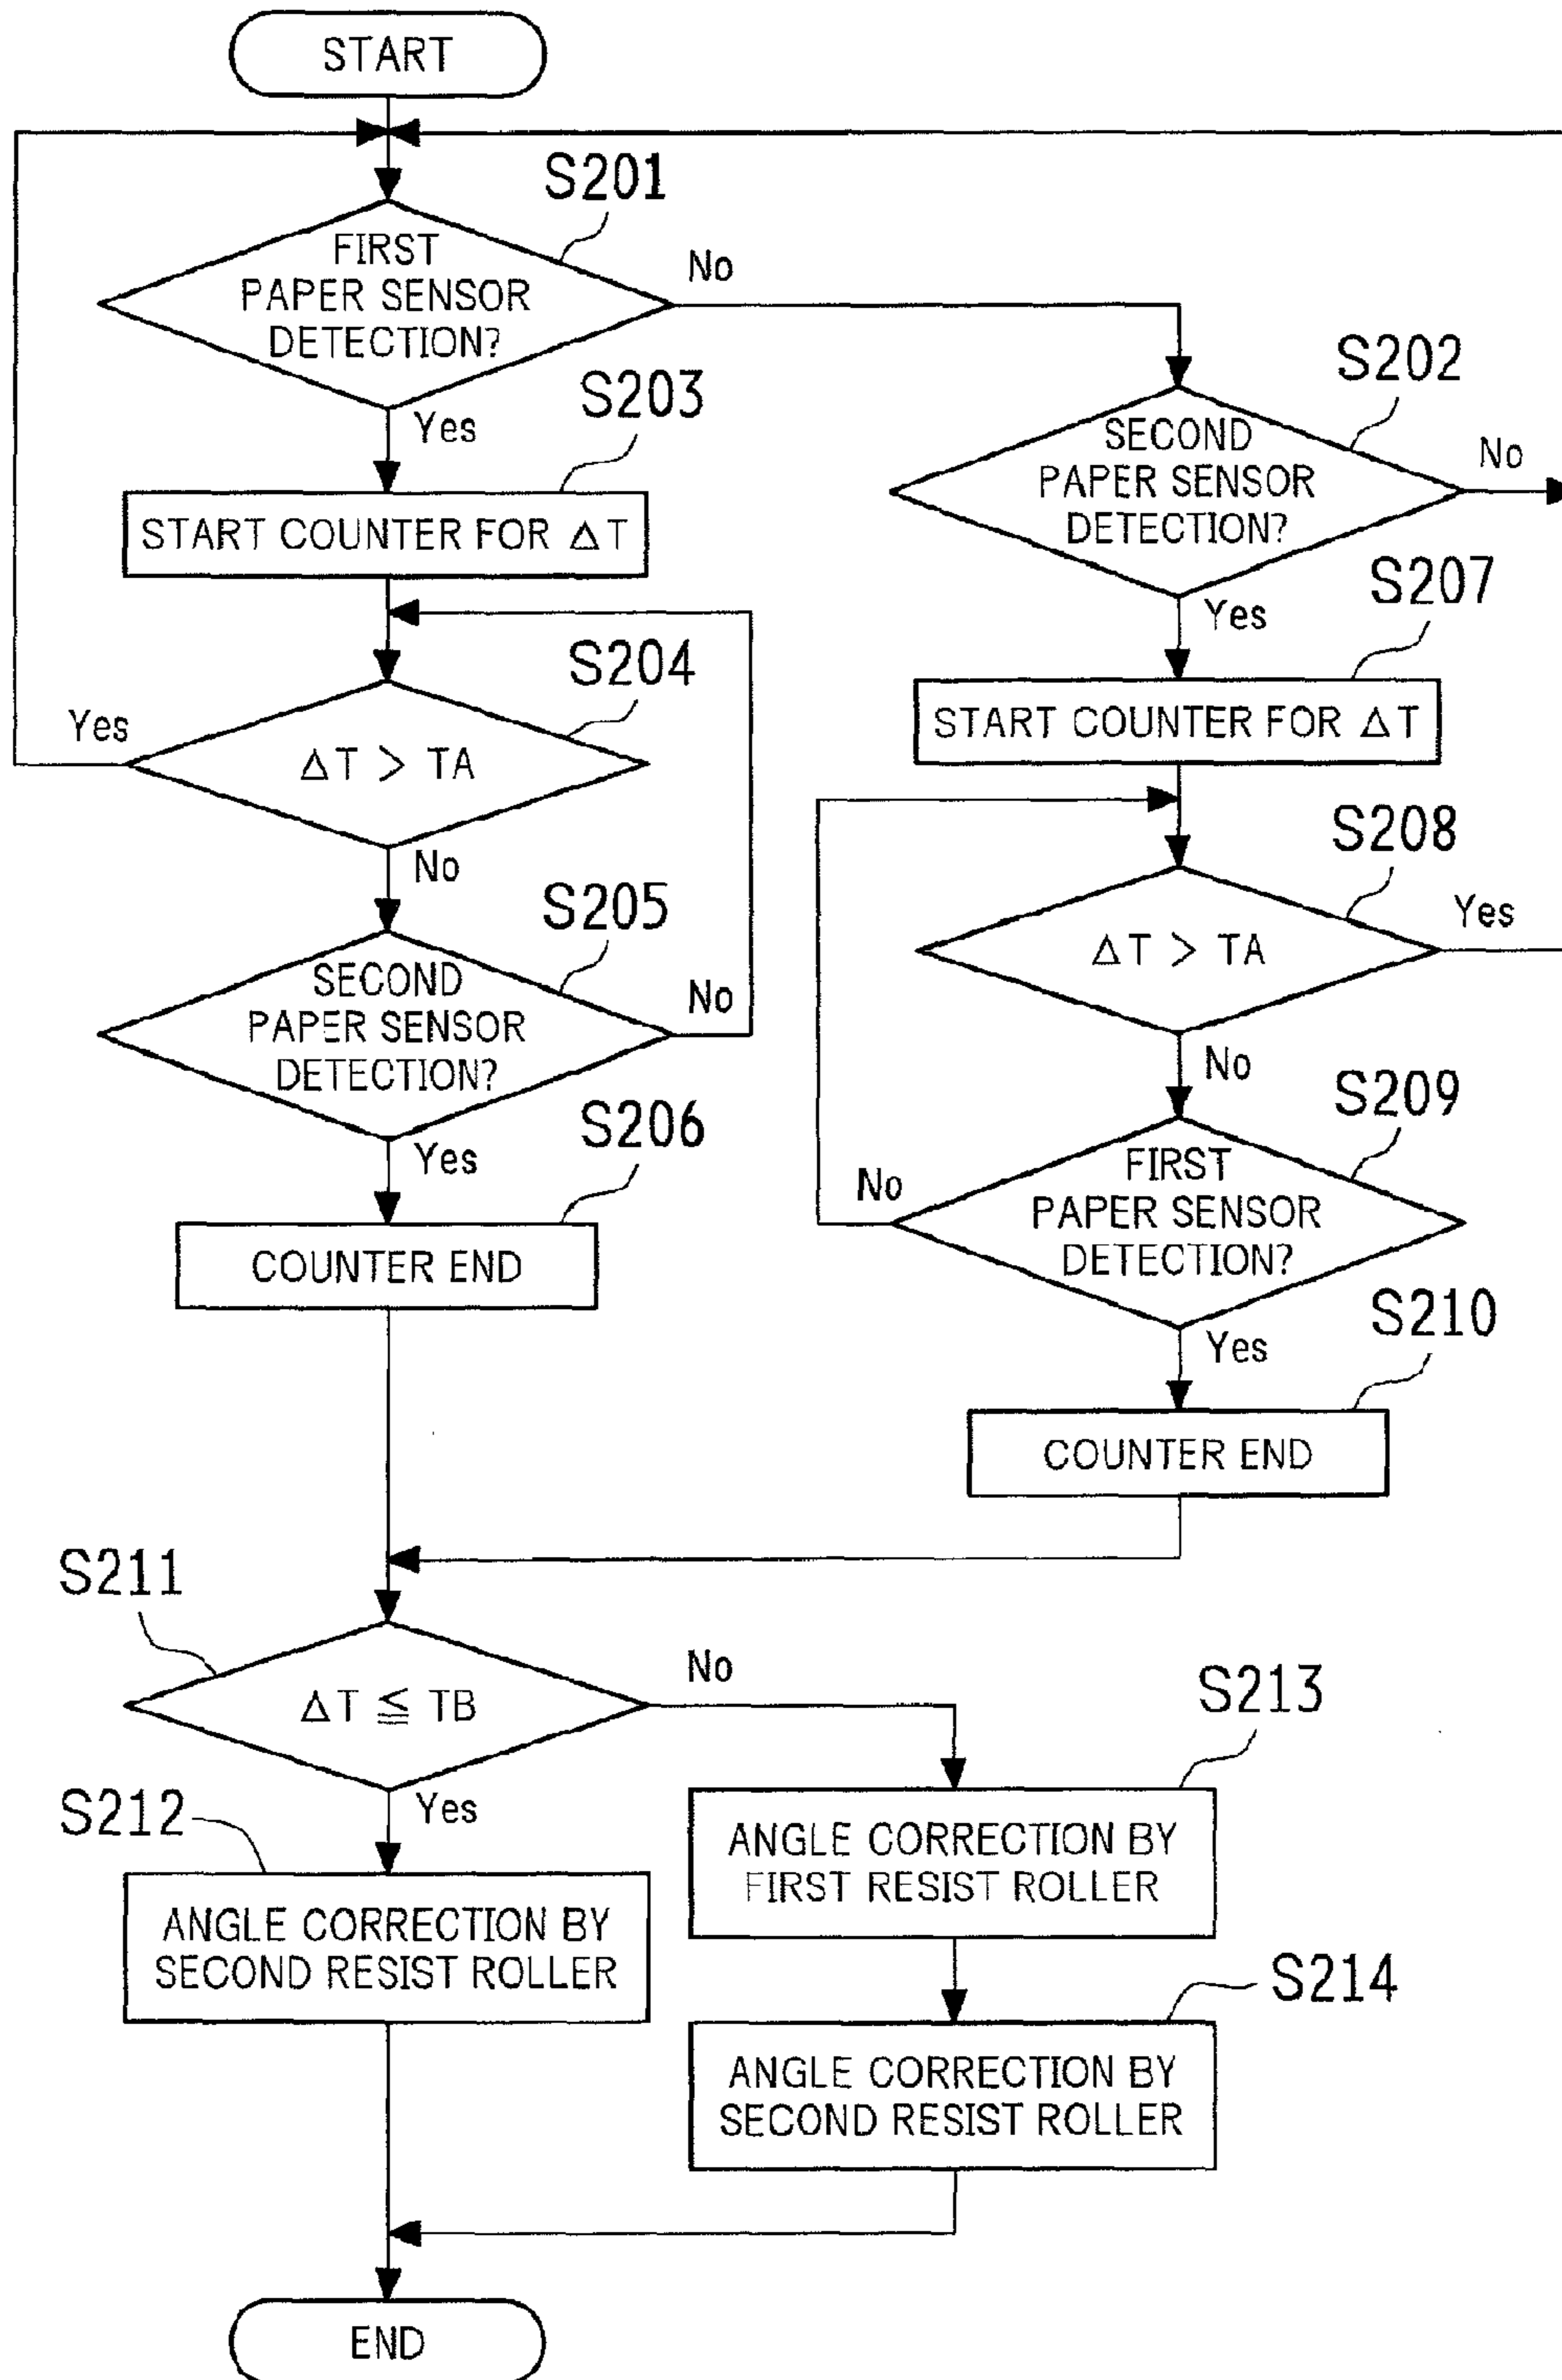 START
S201
FIRST
PAPER SENSOR
DETECTION?
No
Yes
S202
SECOND
PAPER SENSOR
DETECTION?
No
Yes
S203
START COUNTER FOR ΔT
S204
ΔT > TA
Yes
No
S205
SECOND
PAPER SENSOR
DETECTION?
No
Yes
S206
COUNTER END
S207
START COUNTER FOR ΔT
S208
ΔT > TA
Yes
No
S209
FIRST
PAPER SENSOR
DETECTION?
No
Yes
S210
COUNTER END
S211
ΔT ≦ TB
No
Yes
S212
ANGLE CORRECTION BY
SECOND RESIST ROLLER
S213
ANGLE CORRECTION BY
FIRST RESIST ROLLER
S214
ANGLE CORRECTION BY
SECOND RESIST ROLLER
END